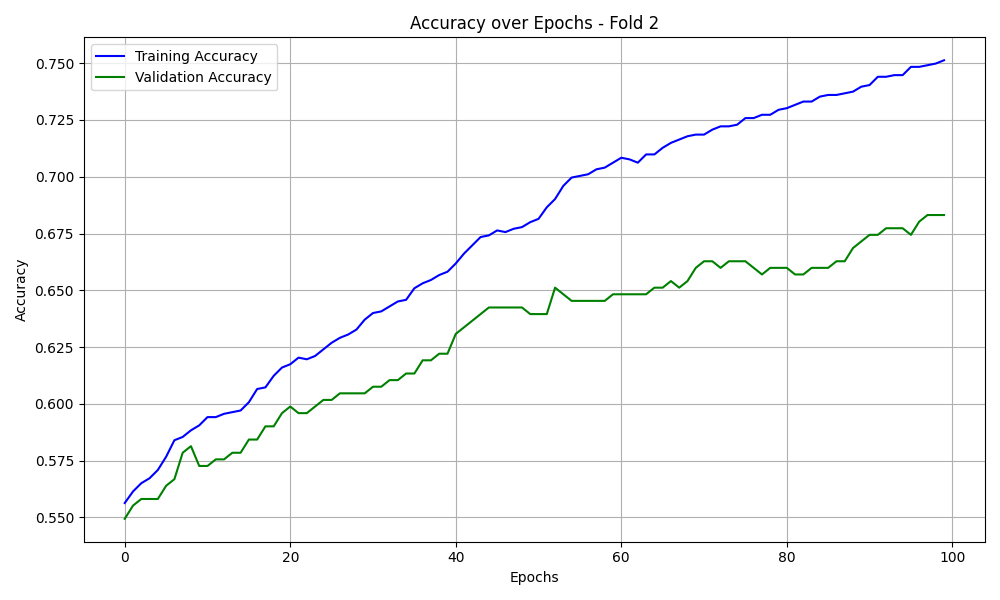 Accuracy over Epochs - Fold 2
Training Accuracy
Validation Accuracy
Accuracy
0.750
0.725
0.700
0.675
0.650
0.625
0.600
0.575
0.550
0 20 40 60 80 100
Epochs